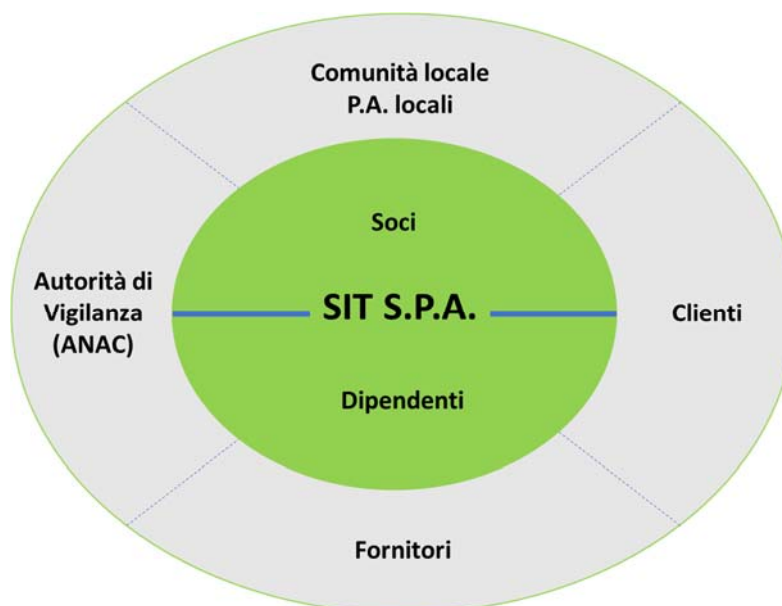 Comunità locale
P.A. locali
Soci
Autorità di
Vigilanza
(ANAC)
SIT S.P.A.
Clienti
Dipendenti
Fornitori